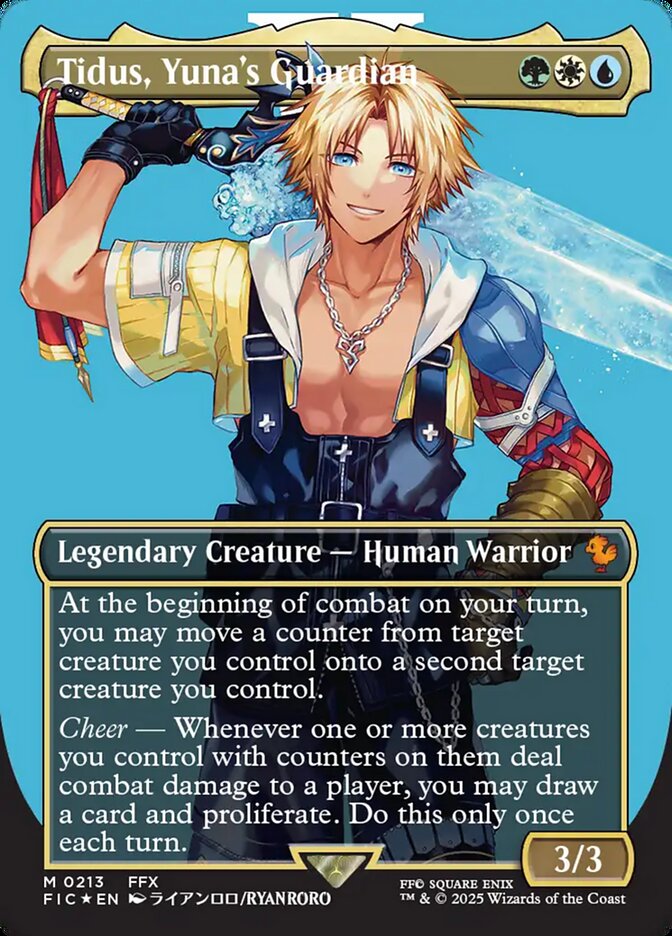 Tidus, Yuna's Guardian
Legendary Creature — Human Warrior
At the beginning of combat on your turn,
you may move a counter from target
creature you control onto a second target
creature you control.
Cheer — Whenever one or more creatures
you control with counters on them deal
combat damage to a player, you may draw
a card and proliferate. Do this only once
each turn.
3/3
M 0213 FFX
FIC★EN ライアンロロ/RYANRORO
FF© SQUARE ENIX
™ & © 2025 Wizards of the Coast